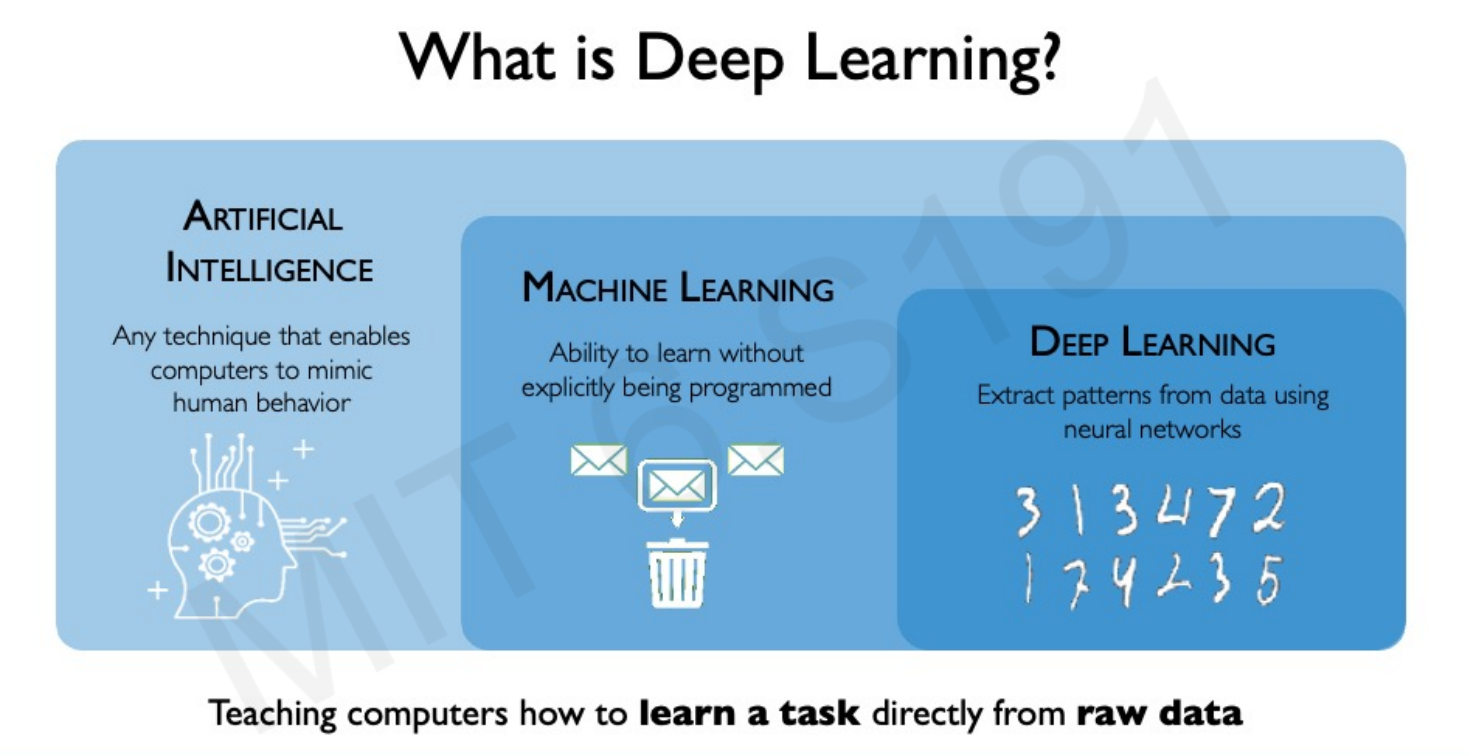 What is Deep Learning?
ARTIFICIAL
INTELLIGENCE
Any technique that enables
computers to mimic
human behavior
MACHINE LEARNING
Ability to learn without
explicitly being programmed
DEEP LEARNING
Extract patterns from data using
neural networks
3 1 3 4 7 2
1 7 4 2 3 5
Teaching computers how to learn a task directly from raw data
MIT 6.S191